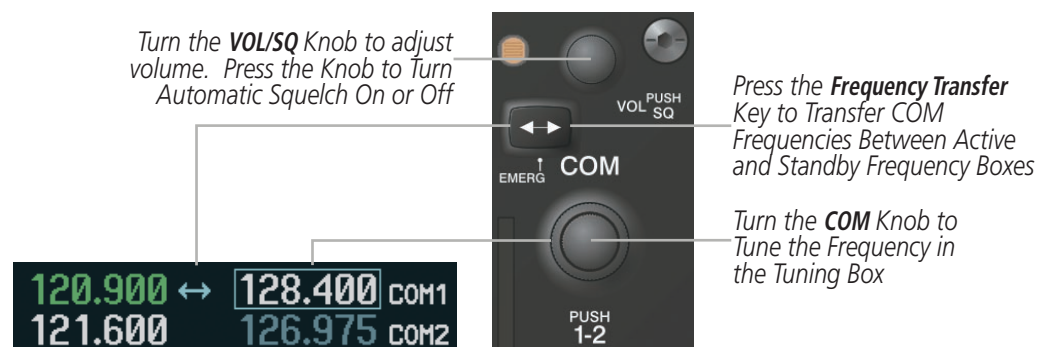 Turn the VOL/SQ Knob to adjust
volume. Press the Knob to Turn
Automatic Squelch On or Off
PUSH
VOL SQ
Press the Frequency Transfer
Key to Transfer COM
Frequencies Between Active
and Standby Frequency Boxes
EMERG
COM
Turn the COM Knob to
Tune the Frequency in
the Tuning Box
120.900 ↔ 128.400 COM1
121.600 126.975 COM2
PUSH
1-2